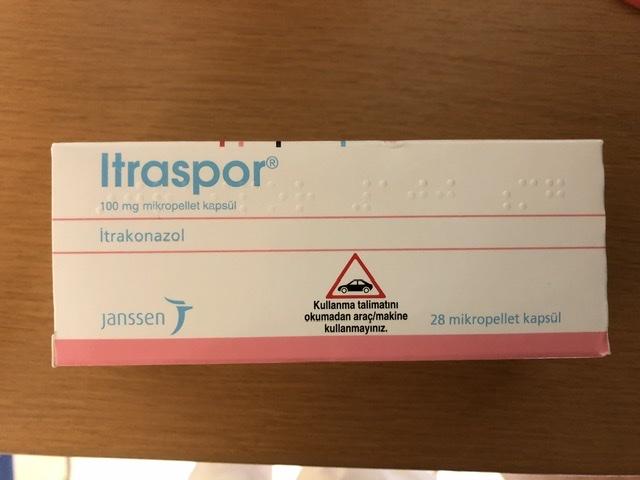 Itraspor®
100 mg mikropellet kapsül
İtrakonazol
janssen
Kullanma talimatını
okumadan araç/makine
kullanmayınız.
28 mikropellet kapsül